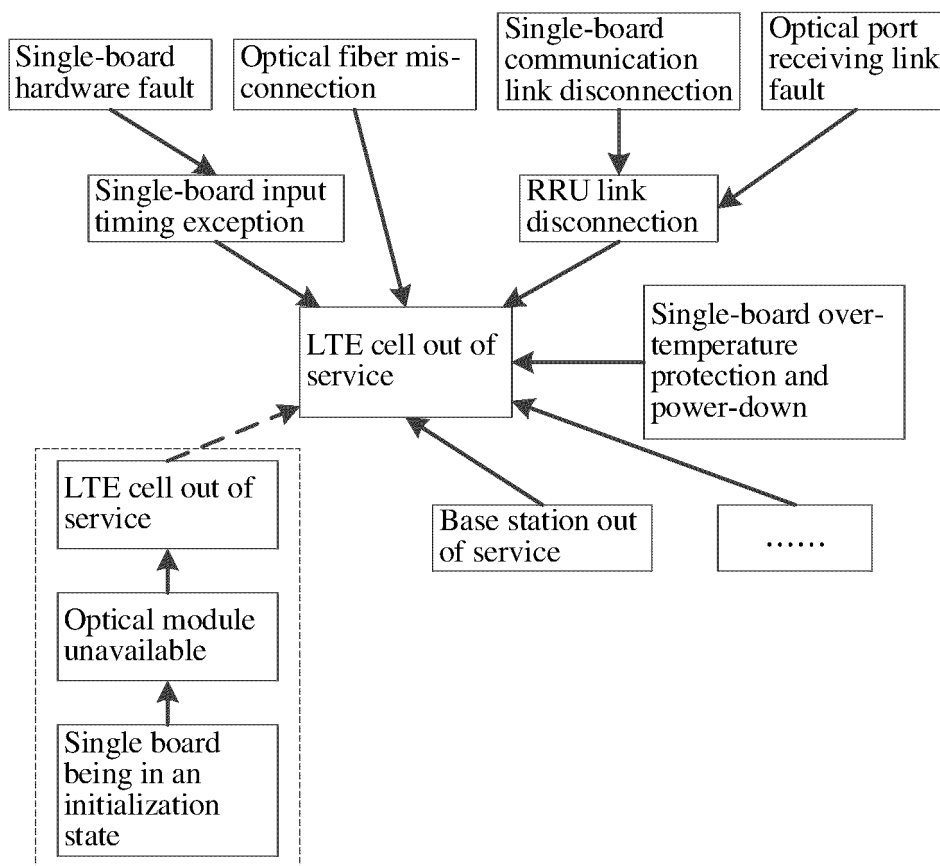 Single-board
hardware fault
Optical fiber mis-
connection
Single-board
communication
link disconnection
Optical port
receiving link
fault
Single-board input
timing exception
RRU link
disconnection
LTE cell out of
service
Single-board over-
temperature
protection and
power-down
LTE cell out of
service
Base station out
of service
......
Optical module
unavailable
Single board
being in an
initialization
state